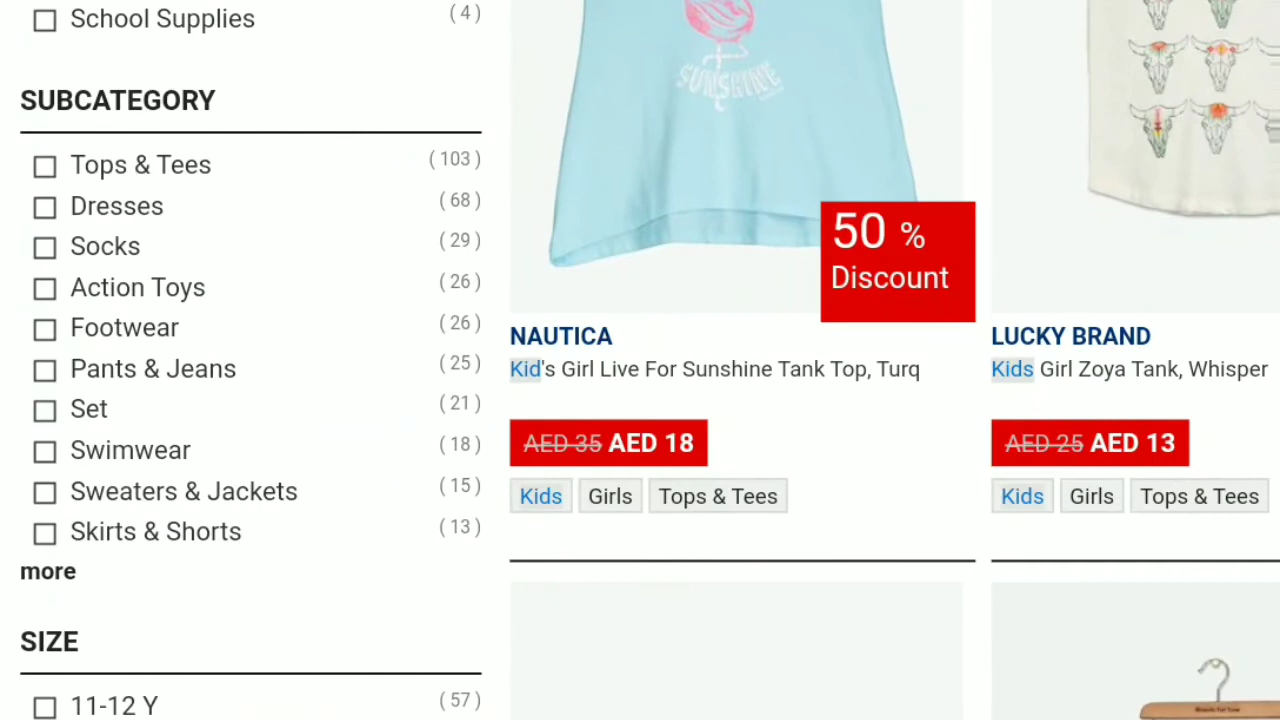 School Supplies
( 4 )
SUBCATEGORY
Tops & Tees
( 103 )
Dresses
( 68 )
Socks
( 29 )
Action Toys
( 26 )
Footwear
( 26 )
Pants & Jeans
( 25 )
Set
( 21 )
Swimwear
( 18 )
Sweaters & Jackets
( 15 )
Skirts & Shorts
( 13 )
more
SIZE
11-12 Y
( 57 )
SUNSHINE
50 %
Discount
NAUTICA
Kid's Girl Live For Sunshine Tank Top, Turq
AED 35 AED 18
Kids
Girls
Tops & Tees
LUCKY BRAND
Kids Girl Zoya Tank, Whisper
AED 25 AED 13
Kids
Girls
Tops & Tees